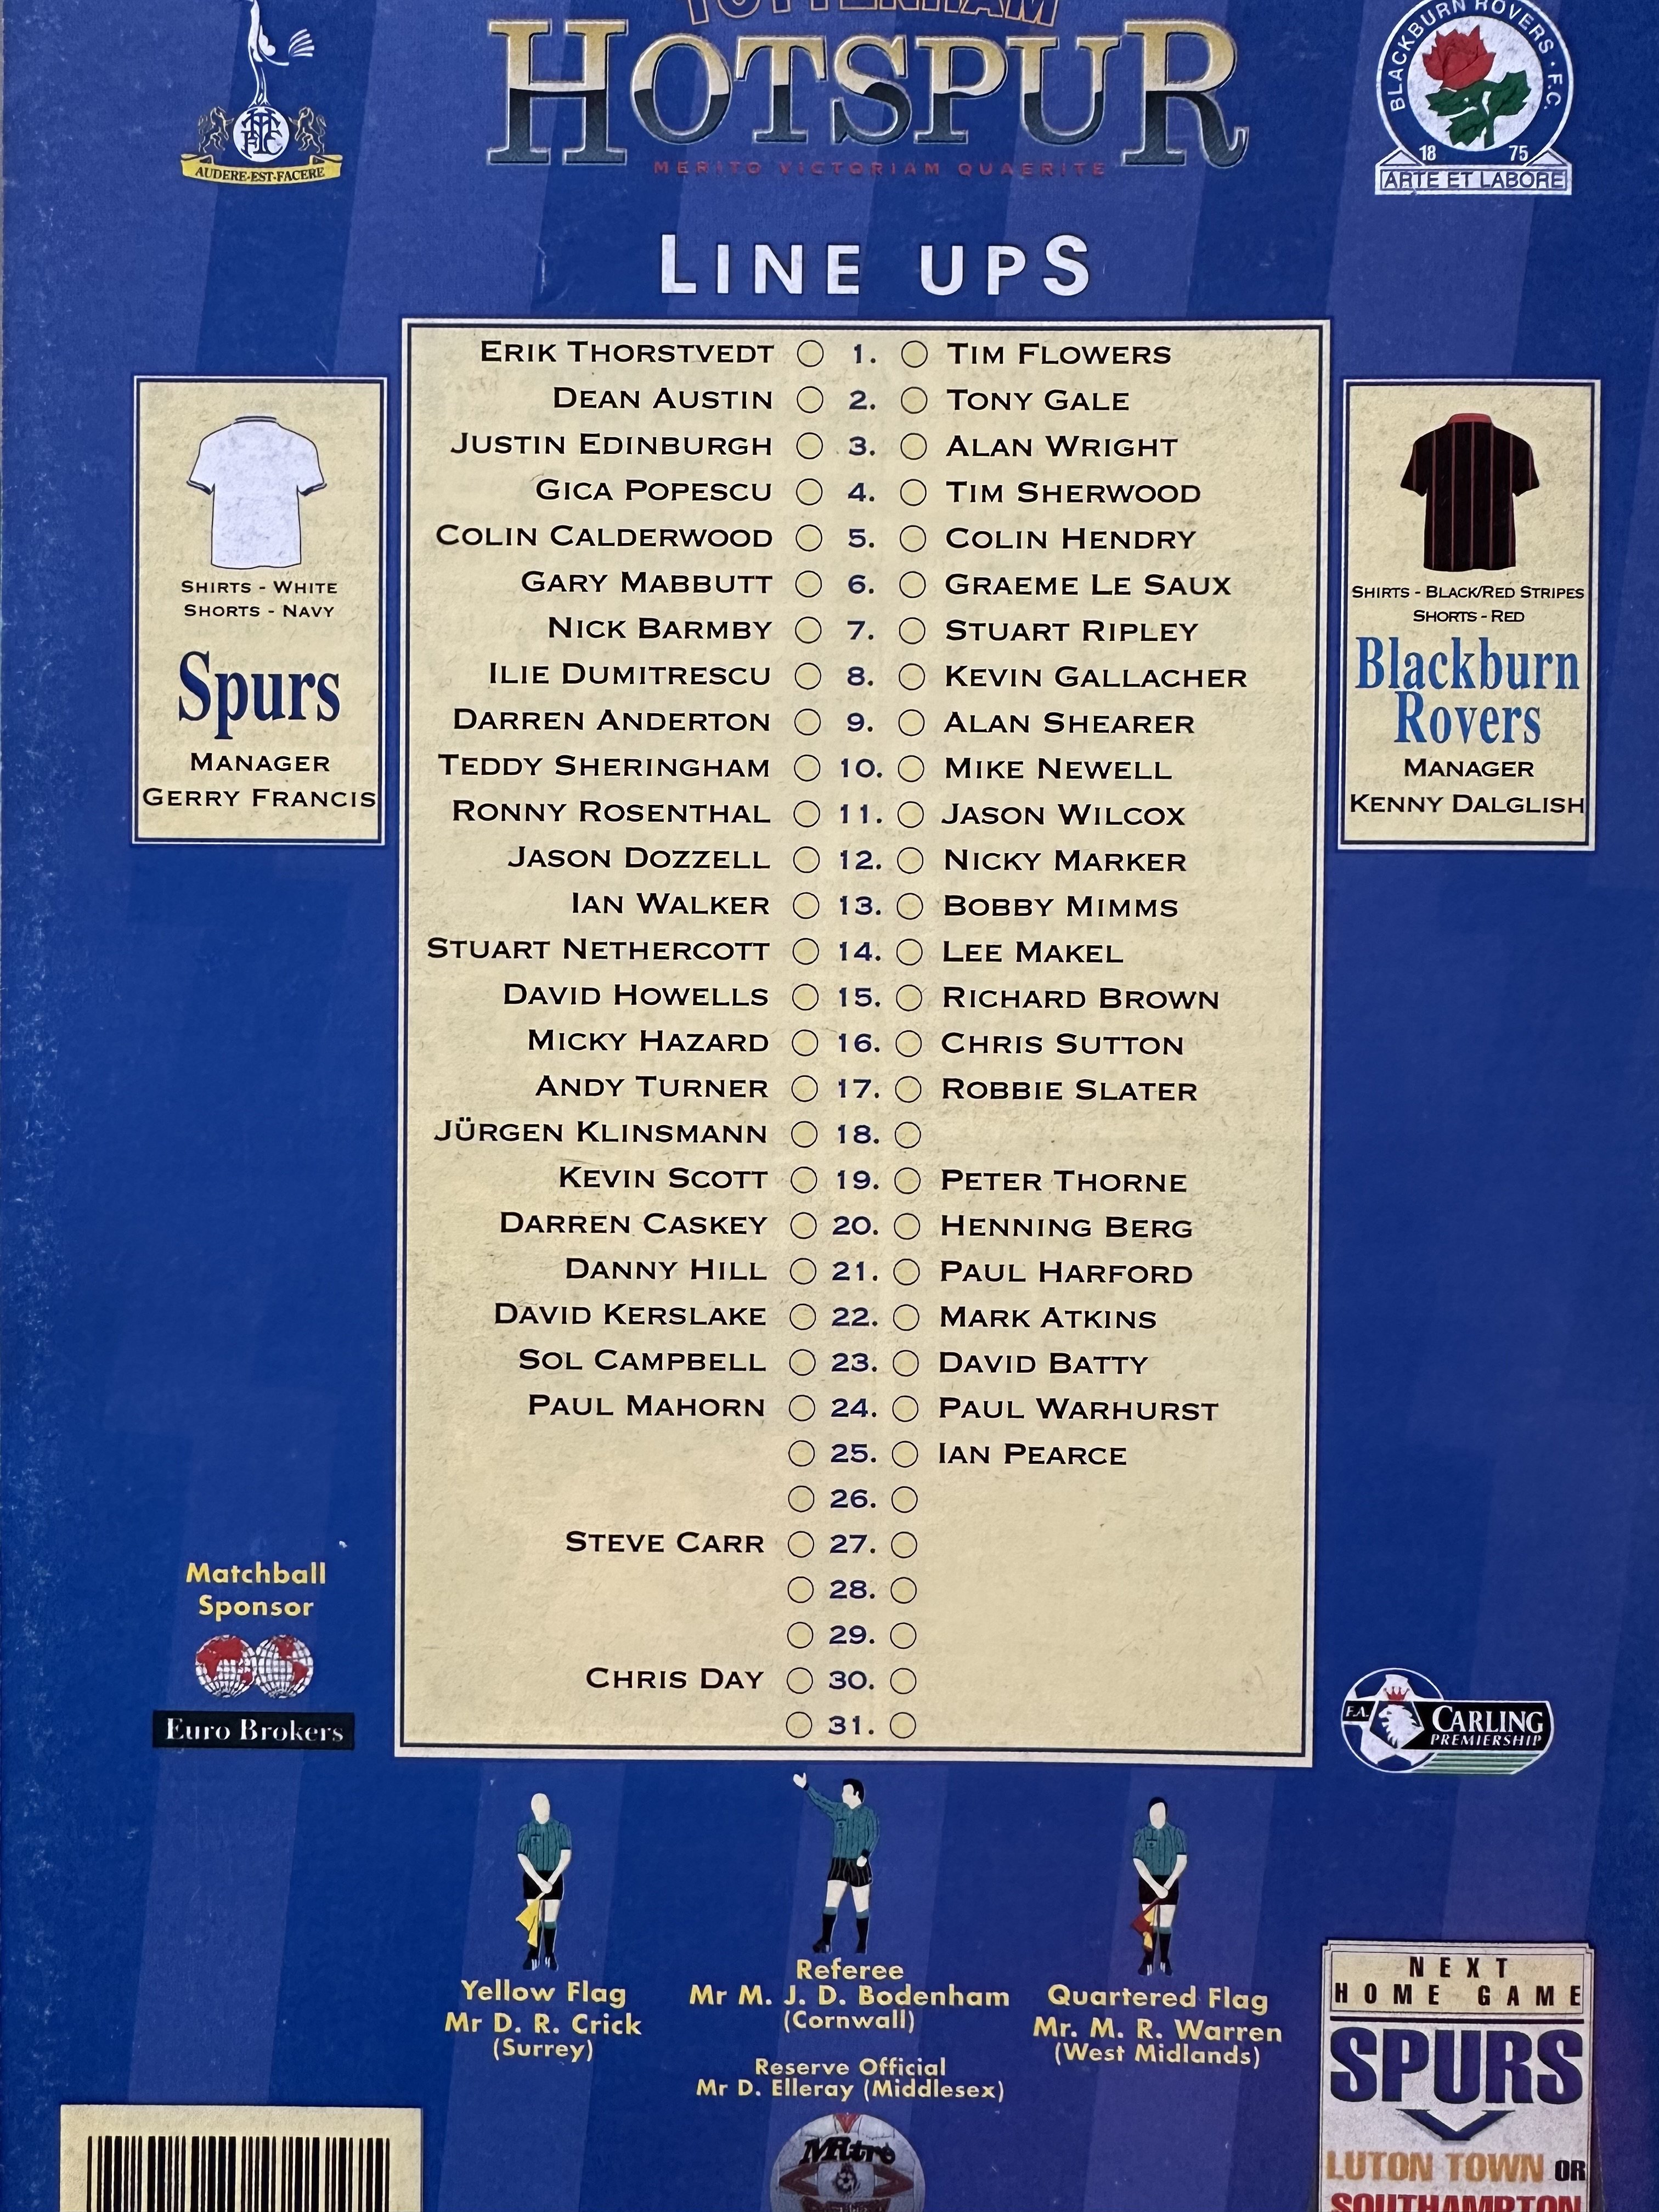 TOTTENHAM
HOTSPUR
MERITO VICTORIAM QUAERITE
AUDERE·EST·FACERE
BLACKBURN ROVERS · F.C.
18 75
ARTE ET LABORE
LINE UPS
ERIK THORSTVEDT 1. TIM FLOWERS
DEAN AUSTIN 2. TONY GALE
JUSTIN EDINBURGH 3. ALAN WRIGHT
GICA POPESCU 4. TIM SHERWOOD
COLIN CALDERWOOD 5. COLIN HENDRY
GARY MABBUTT 6. GRAEME LE SAUX
NICK BARMBY 7. STUART RIPLEY
ILIE DUMITRESCU 8. KEVIN GALLACHER
DARREN ANDERTON 9. ALAN SHEARER
TEDDY SHERINGHAM 10. MIKE NEWELL
RONNY ROSENTHAL 11. JASON WILCOX
JASON DOZZELL 12. NICKY MARKER
IAN WALKER 13. BOBBY MIMMS
STUART NETHERCOTT 14. LEE MAKEL
DAVID HOWELLS 15. RICHARD BROWN
MICKY HAZARD 16. CHRIS SUTTON
ANDY TURNER 17. ROBBIE SLATER
JÜRGEN KLINSMANN 18.
KEVIN SCOTT 19. PETER THORNE
DARREN CASKEY 20. HENNING BERG
DANNY HILL 21. PAUL HARFORD
DAVID KERSLAKE 22. MARK ATKINS
SOL CAMPBELL 23. DAVID BATTY
PAUL MAHORN 24. PAUL WARHURST
25. IAN PEARCE
26.
STEVE CARR 27.
28.
29.
CHRIS DAY 30.
31.
SHIRTS - WHITE
SHORTS - NAVY
Spurs
MANAGER
GERRY FRANCIS
SHIRTS - BLACK/RED STRIPES
SHORTS - RED
Blackburn
Rovers
MANAGER
KENNY DALGLISH
Matchball
Sponsor
Euro Brokers
F.A.
CARLING
PREMIERSHIP
Yellow Flag
Mr D. R. Crick
(Surrey)
Referee
Mr M. J. D. Bodenham
(Cornwall)
Quartered Flag
Mr. M. R. Warren
(West Midlands)
Reserve Official
Mr D. Elleray (Middlesex)
Mitre
NEXT
HOME GAME
SPURS
V
LUTON TOWN OR
SOUTHAMPTON